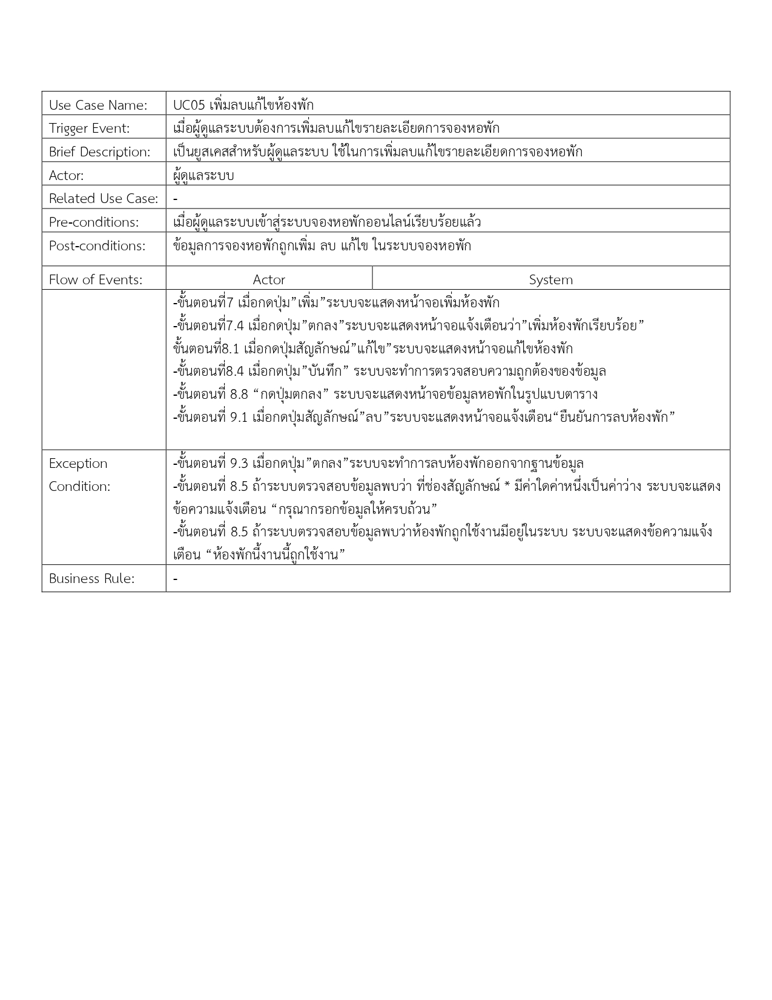 Use Case Name: UC05 เพิ่มลบแก้ไขห้องพัก
Trigger Event: เมื่อผู้ดูแลระบบต้องการเพิ่มลบแก้ไขรายละเอียดการจองหอพัก
Brief Description: เป็นยูสเคสสำหรับผู้ดูแลระบบ ใช้ในการเพิ่มลบแก้ไขรายละเอียดการจองหอพัก
Actor: ผู้ดูแลระบบ
Related Use Case: -
Pre-conditions: เมื่อผู้ดูแลระบบเข้าสู่ระบบจองหอพักออนไลน์เรียบร้อยแล้ว
Post-conditions: ข้อมูลการจองหอพักถูกเพิ่ม ลบ แก้ไข ในระบบจองหอพัก
Flow of Events: Actor System
-ขั้นตอนที่7 เมื่อกดปุ่ม”เพิ่ม”ระบบจะแสดงหน้าจอเพิ่มห้องพัก
-ขั้นตอนที่7.4 เมื่อกดปุ่ม”ตกลง”ระบบจะแสดงหน้าจอแจ้งเตือนว่า”เพิ่มห้องพักเรียบร้อย”
ขั้นตอนที่8.1 เมื่อกดปุ่มสัญลักษณ์”แก้ไข”ระบบจะแสดงหน้าจอแก้ไขห้องพัก
-ขั้นตอนที่8.4 เมื่อกดปุ่ม”บันทึก” ระบบจะทำการตรวจสอบความถูกต้องของข้อมูล
-ขั้นตอนที่ 8.8 “กดปุ่มตกลง” ระบบจะแสดงหน้าจอข้อมูลหอพักในรูปแบบตาราง
-ขั้นตอนที่ 9.1 เมื่อกดปุ่มสัญลักษณ์”ลบ”ระบบจะแสดงหน้าจอแจ้งเตือน“ยืนยันการลบห้องพัก”
Exception -ขั้นตอนที่ 9.3 เมื่อกดปุ่ม”ตกลง”ระบบจะทำการลบห้องพักออกจากฐานข้อมูล
Condition: -ขั้นตอนที่ 8.5 ถ้าระบบตรวจสอบข้อมูลพบว่า ที่ช่องสัญลักษณ์ * มีค่าใดค่าหนึ่งเป็นค่าว่าง ระบบจะแสดง
ข้อความแจ้งเตือน “กรุณากรอกข้อมูลให้ครบถ้วน”
-ขั้นตอนที่ 8.5 ถ้าระบบตรวจสอบข้อมูลพบว่าห้องพักถูกใช้งานมีอยู่ในระบบ ระบบจะแสดงข้อความแจ้ง
เตือน “ห้องพักนี้งานนี้ถูกใช้งาน”
Business Rule: -